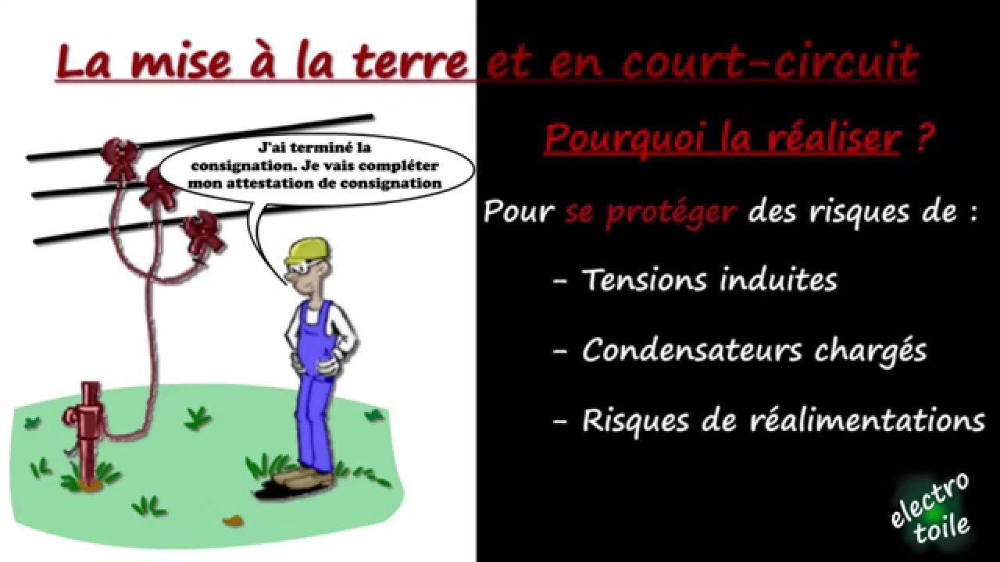 La mise à la terre et en court-circuit
Pourquoi la réaliser ?
J'ai terminé la
consignation. Je vais compléter
mon attestation de consignation
Pour se protéger des risques de :
- Tensions induites
- Condensateurs chargés
- Risques de réalimentations
electro
toile